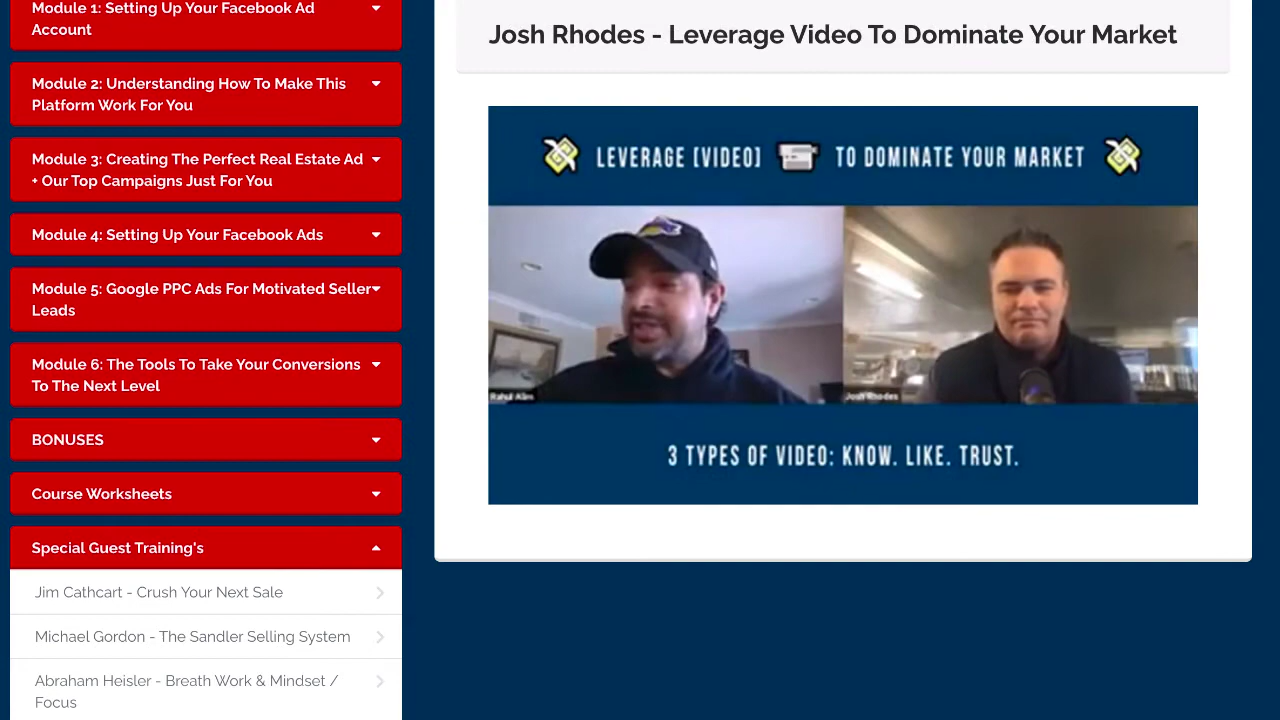 Module 1: Setting Up Your Facebook Ad
Account
Module 2: Understanding How To Make This
Platform Work For You
Module 3: Creating The Perfect Real Estate Ad
+ Our Top Campaigns Just For You
Module 4: Setting Up Your Facebook Ads
Module 5: Google PPC Ads For Motivated Seller
Leads
Module 6: The Tools To Take Your Conversions
To The Next Level
BONUSES
Course Worksheets
Special Guest Training's
Jim Cathcart - Crush Your Next Sale
Michael Gordon - The Sandler Selling System
Abraham Heisler - Breath Work & Mindset /
Focus
Josh Rhodes - Leverage Video To Dominate Your Market
LEVERAGE [VIDEO] TO DOMINATE YOUR MARKET
Rahul Alim
Josh Rhodes
3 TYPES OF VIDEO: KNOW. LIKE. TRUST.